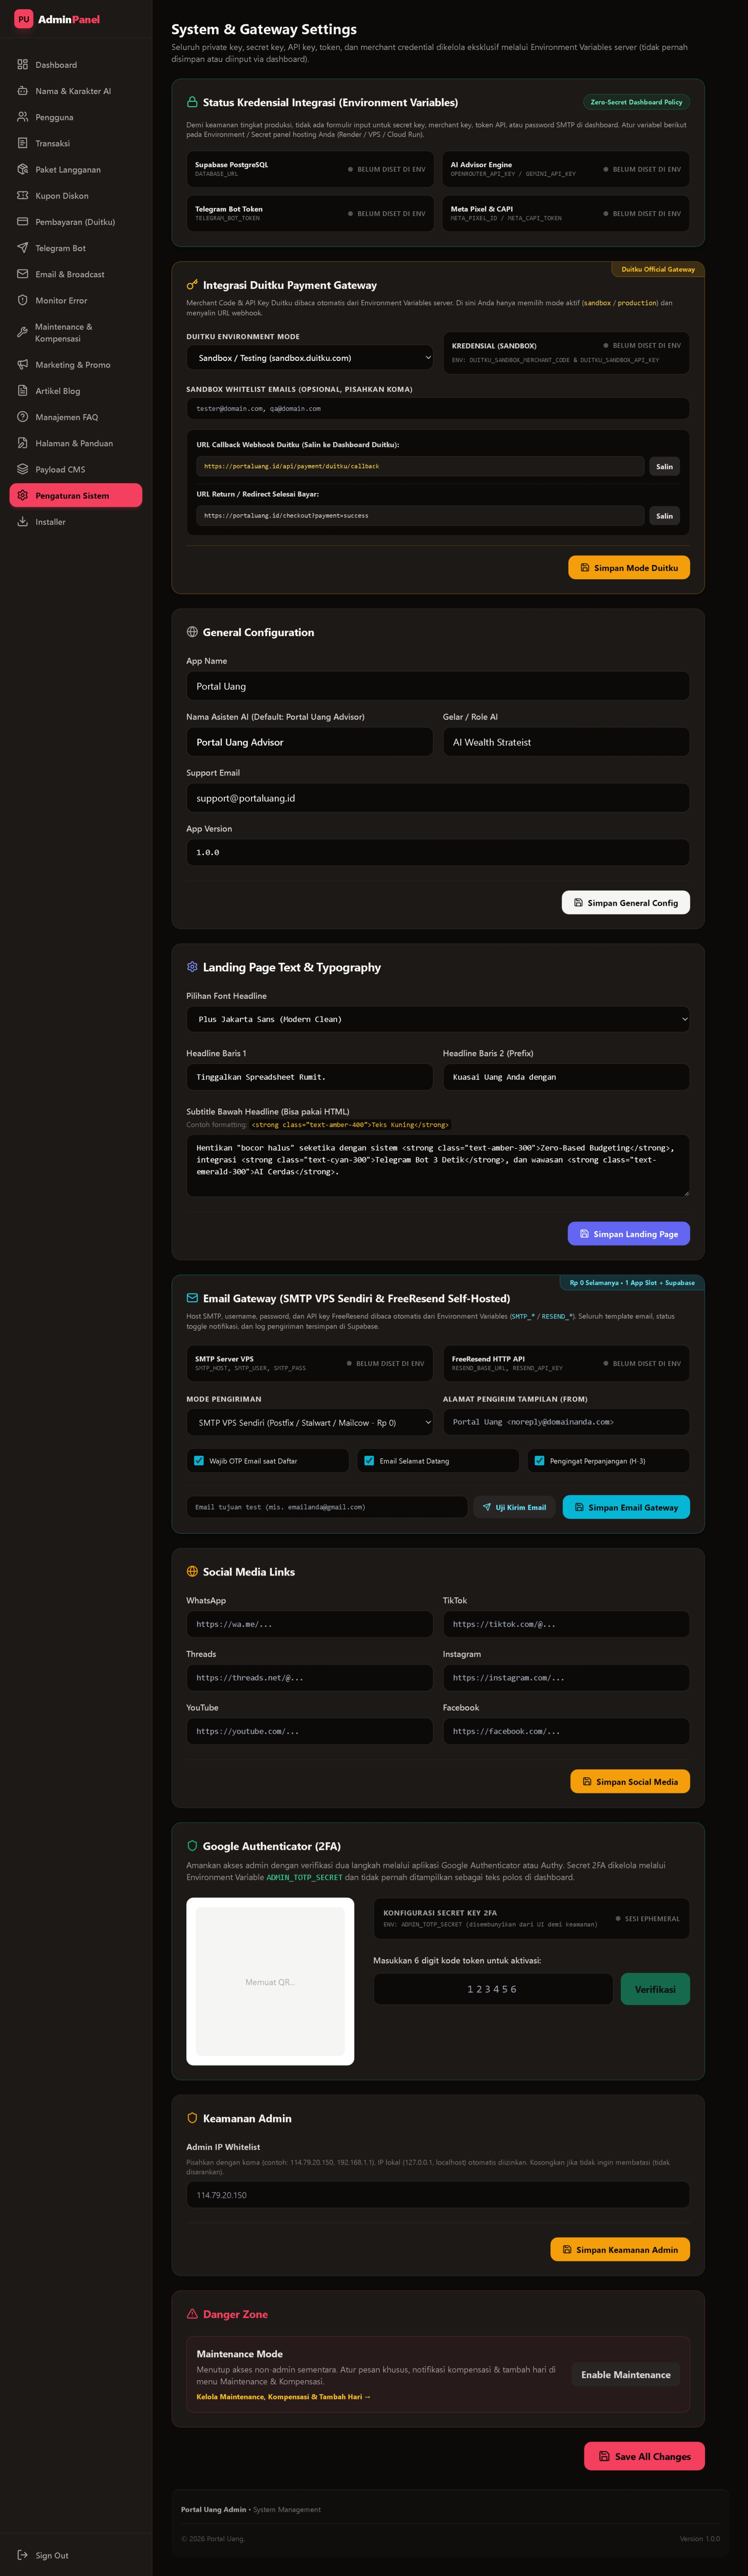 PU AdminPanel
Dashboard
Nama & Karakter AI
Pengguna
Transaksi
Paket Langganan
Kupon Diskon
Pembayaran (Duitku)
Telegram Bot
Email & Broadcast
Monitor Error
Maintenance &
Kompensasi
Marketing & Promo
Artikel Blog
Manajemen FAQ
Halaman & Panduan
Payload CMS
Pengaturan Sistem
Installer
Sign Out
System & Gateway Settings
Seluruh private key, secret key, API key, token, dan merchant credential dikelola eksklusif melalui Environment Variables server (tidak pernah
disimpan atau diinput via dashboard).
Status Kredensial Integrasi (Environment Variables)
Zero-Secret Dashboard Policy
Demi keamanan tingkat produksi, tidak ada formulir input untuk secret key, merchant key, token API, atau password SMTP di dashboard. Atur variabel berikut
pada Environment / Secret panel hosting Anda (Render / VPS / Cloud Run).
Supabase PostgreSQL
DATABASE_URL
BELUM DISET DI ENV
AI Advisor Engine
OPENROUTER_API_KEY / GEMINI_API_KEY
BELUM DISET DI ENV
Telegram Bot Token
TELEGRAM_BOT_TOKEN
BELUM DISET DI ENV
Meta Pixel & CAPI
META_PIXEL_ID / META_CAPI_TOKEN
BELUM DISET DI ENV
Duitku Official Gateway
Integrasi Duitku Payment Gateway
Merchant Code & API Key Duitku dibaca otomatis dari Environment Variables server. Di sini Anda hanya memilih mode aktif (sandbox / production) dan
menyalin URL webhook.
DUITKU ENVIRONMENT MODE
Sandbox / Testing (sandbox.duitku.com)
KREDENSIAL (SANDBOX)
BELUM DISET DI ENV
ENV: DUITKU_SANDBOX_MERCHANT_CODE & DUITKU_SANDBOX_API_KEY
SANDBOX WHITELIST EMAILS (OPSIONAL, PISAHKAN KOMA)
tester@domain.com, qa@domain.com
URL Callback Webhook Duitku (Salin ke Dashboard Duitku):
https://portaluang.id/api/payment/duitku/callback
Salin
URL Return / Redirect Selesai Bayar:
https://portaluang.id/checkout?payment=success
Salin
Simpan Mode Duitku
General Configuration
App Name
Portal Uang
Nama Asisten AI (Default: Portal Uang Advisor)
Portal Uang Advisor
Gelar / Role AI
AI Wealth Strateist
Support Email
support@portaluang.id
App Version
1.0.0
Simpan General Config
Landing Page Text & Typography
Pilihan Font Headline
Plus Jakarta Sans (Modern Clean)
Headline Baris 1
Tinggalkan Spreadsheet Rumit.
Headline Baris 2 (Prefix)
Kuasai Uang Anda dengan
Subtitle Bawah Headline (Bisa pakai HTML)
Contoh formatting: <strong class="text-amber-400">Teks Kuning</strong>
Hentikan "bocor halus" seketika dengan sistem <strong class="text-amber-300">Zero-Based Budgeting</strong>,
integrasi <strong class="text-cyan-300">Telegram Bot 3 Detik</strong>, dan wawasan <strong class="text-
emerald-300">AI Cerdas</strong>.
Simpan Landing Page
Rp 0 Selamanya • 1 App Slot + Supabase
Email Gateway (SMTP VPS Sendiri & FreeResend Self-Hosted)
Host SMTP, username, password, dan API key FreeResend dibaca otomatis dari Environment Variables (SMTP_* / RESEND_*). Seluruh template email, status
toggle notifikasi, dan log pengiriman tersimpan di Supabase.
SMTP Server VPS
SMTP_HOST, SMTP_USER, SMTP_PASS
BELUM DISET DI ENV
FreeResend HTTP API
RESEND_BASE_URL, RESEND_API_KEY
BELUM DISET DI ENV
MODE PENGIRIMAN
SMTP VPS Sendiri (Postfix / Stalwart / Mailcow - Rp 0)
ALAMAT PENGIRIM TAMPILAN (FROM)
Portal Uang <noreply@domainanda.com>
Wajib OTP Email saat Daftar
Email Selamat Datang
Pengingat Perpanjangan (H-3)
Email tujuan test (mis. emailanda@gmail.com)
Uji Kirim Email
Simpan Email Gateway
Social Media Links
WhatsApp
https://wa.me/...
TikTok
https://tiktok.com/@...
Threads
https://threads.net/@...
Instagram
https://instagram.com/...
YouTube
https://youtube.com/...
Facebook
https://facebook.com/...
Simpan Social Media
Google Authenticator (2FA)
Amankan akses admin dengan verifikasi dua langkah melalui aplikasi Google Authenticator atau Authy. Secret 2FA dikelola melalui
Environment Variable ADMIN_TOTP_SECRET dan tidak pernah ditampilkan sebagai teks polos di dashboard.
Memuat QR...
KONFIGURASI SECRET KEY 2FA
ENV: ADMIN_TOTP_SECRET (disembunyikan dari UI demi keamanan)
SESI EPHEMERAL
Masukkan 6 digit kode token untuk aktivasi:
123456
Verifikasi
Keamanan Admin
Admin IP Whitelist
Pisahkan dengan koma (contoh: 114.79.20.150, 192.168.1.1). IP lokal (127.0.0.1, localhost) otomatis diizinkan. Kosongkan jika tidak ingin membatasi (tidak
disarankan).
114.79.20.150
Simpan Keamanan Admin
Danger Zone
Maintenance Mode
Menutup akses non-admin sementara. Atur pesan khusus, notifikasi kompensasi & tambah hari di
menu Maintenance & Kompensasi.
Kelola Maintenance, Kompensasi & Tambah Hari →
Enable Maintenance
Save All Changes
Portal Uang Admin • System Management
© 2026 Portal Uang.
Version 1.0.0